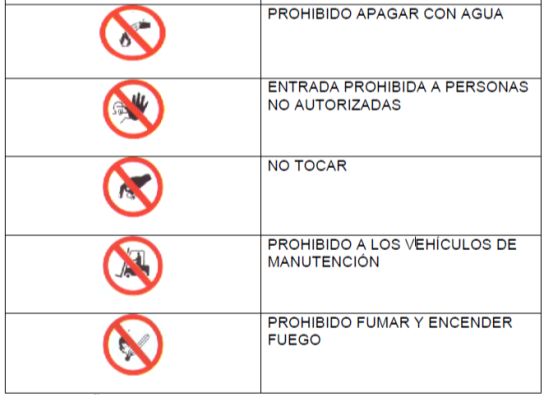 PROHIBIDO APAGAR CON AGUA
ENTRADA PROHIBIDA A PERSONAS
NO AUTORIZADAS
NO TOCAR
PROHIBIDO A LOS VEHÍCULOS DE
MANUTENCIÓN
PROHIBIDO FUMAR Y ENCENDER
FUEGO